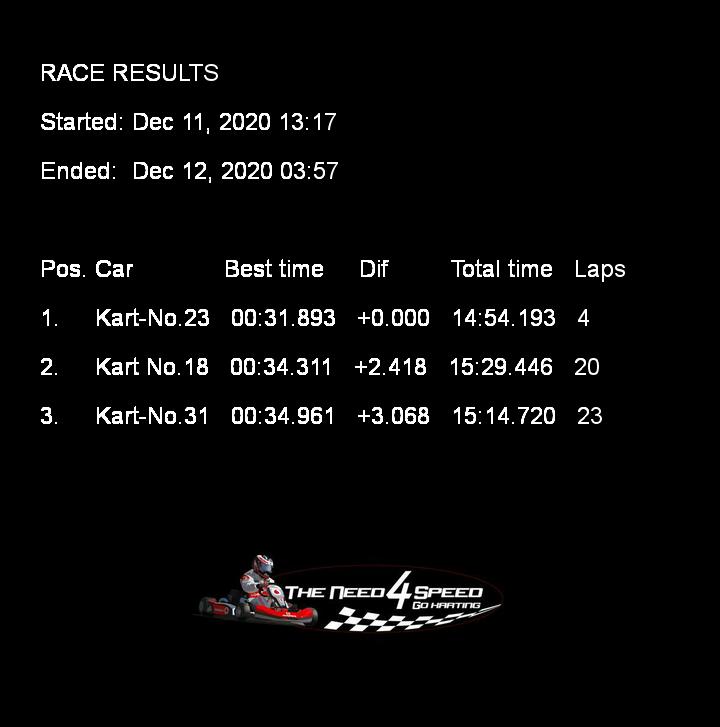 RACE RESULTS
Started: Dec 11, 2020 13:17
Ended: Dec 12, 2020 03:57
Pos. Car Best time Dif Total time Laps
1. Kart-No.23 00:31.893 +0.000 14:54.193 4
2. Kart No.18 00:34.311 +2.418 15:29.446 20
3. Kart-No.31 00:34.961 +3.068 15:14.720 23
THE NEED 4 SPEED
GO KARTING